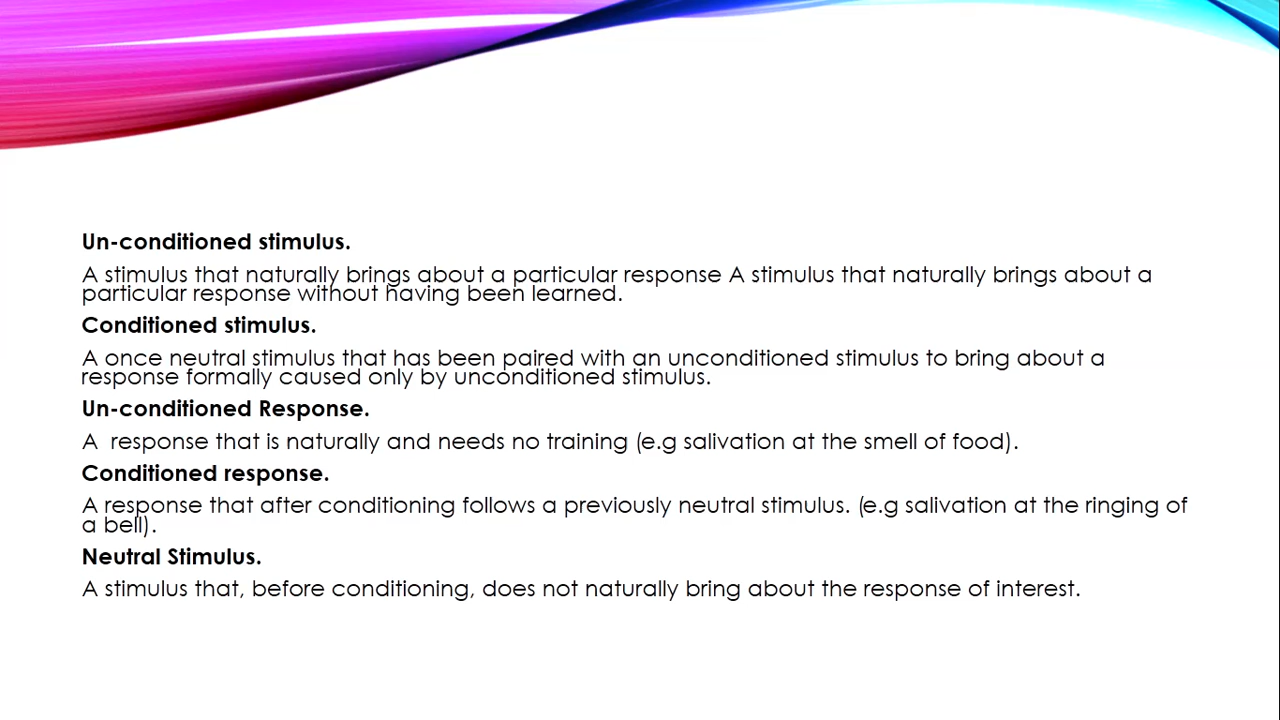 Un-conditioned stimulus.
A stimulus that naturally brings about a particular response A stimulus that naturally brings about a
particular response without having been learned.
Conditioned stimulus.
A once neutral stimulus that has been paired with an unconditioned stimulus to bring about a
response formally caused only by unconditioned stimulus.
Un-conditioned Response.
A  response that is naturally and needs no training (e.g salivation at the smell of food).
Conditioned response.
A response that after conditioning follows a previously neutral stimulus. (e.g salivation at the ringing of
a bell).
Neutral Stimulus.
A stimulus that, before conditioning, does not naturally bring about the response of interest.